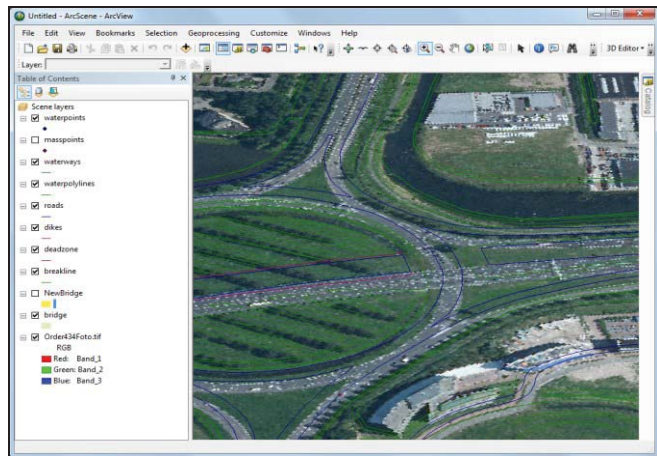 Untitled - ArcScene - ArcView
File Edit View Bookmarks Selection Geoprocessing Customize Windows Help
3D Editor
Layer:
Table of Contents
Scene layers
waterpoints
masspoints
waterways
waterpolylines
roads
dikes
deadzone
breakline
NewBridge
bridge
Order434Foto.tif
RGB
Red: Band_1
Green: Band_2
Blue: Band_3
Catalog